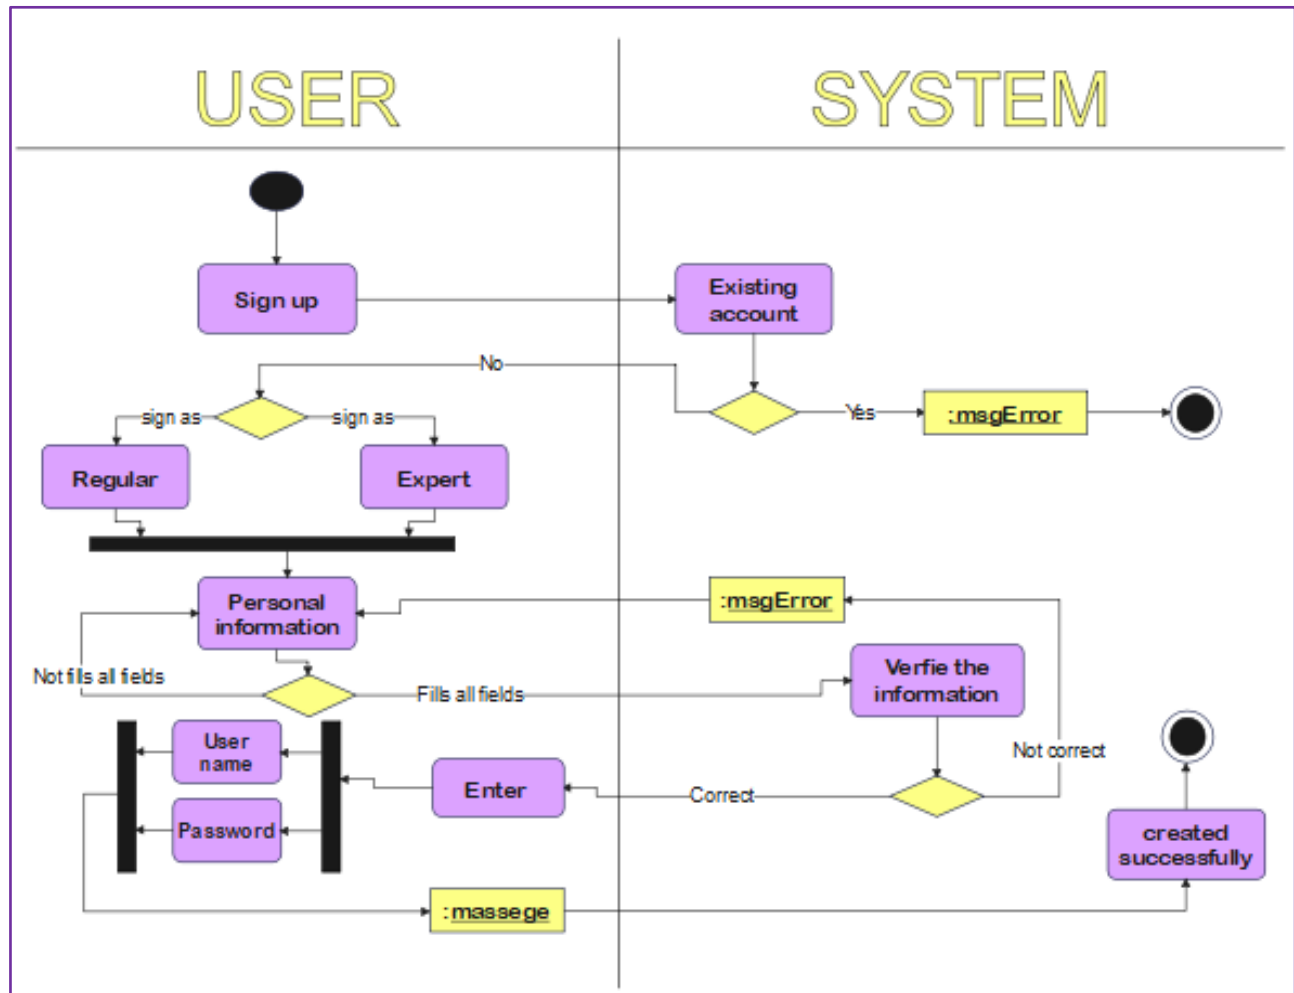 USER
SYSTEM
Sign up
Existing
account
No
sign as
sign as
Yes
:msgError
Regular
Expert
Personal
information
:msgError
Not fills all fields
Fills all fields
Verfie the
information
Not correct
User
name
Enter
Correct
Password
created
successfully
:massege